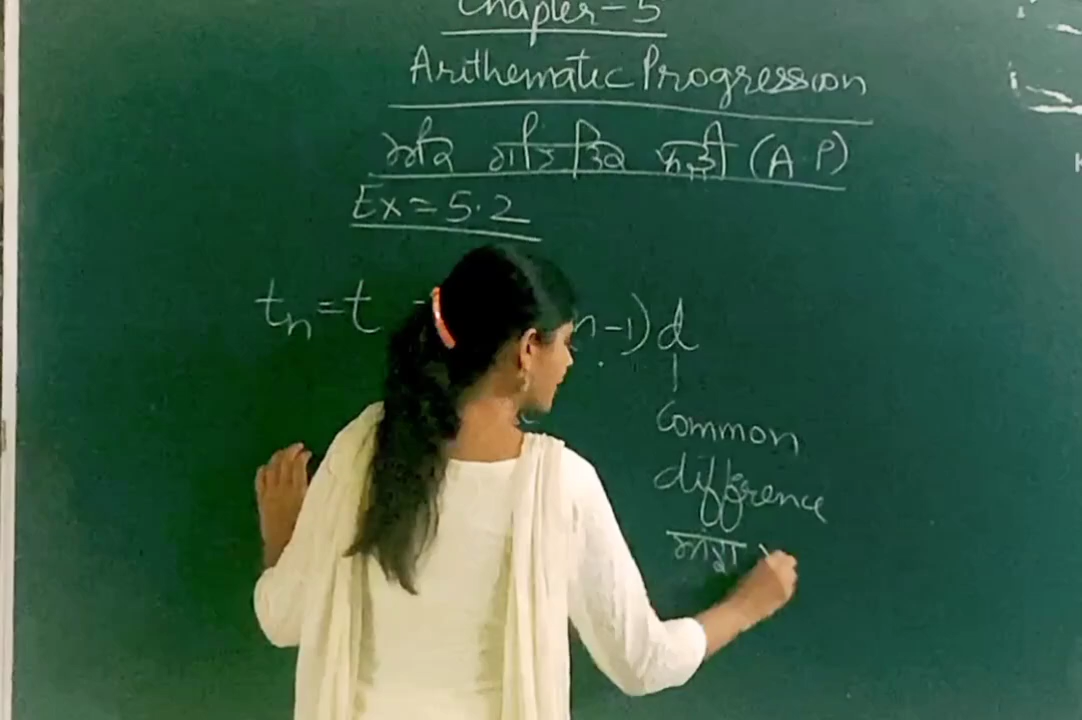 Chapter-5
Arithematic Progression
(A.P)
Ex = 5.2
tn = t n-1) d
Common
difference
ਸਾਂਝਾ